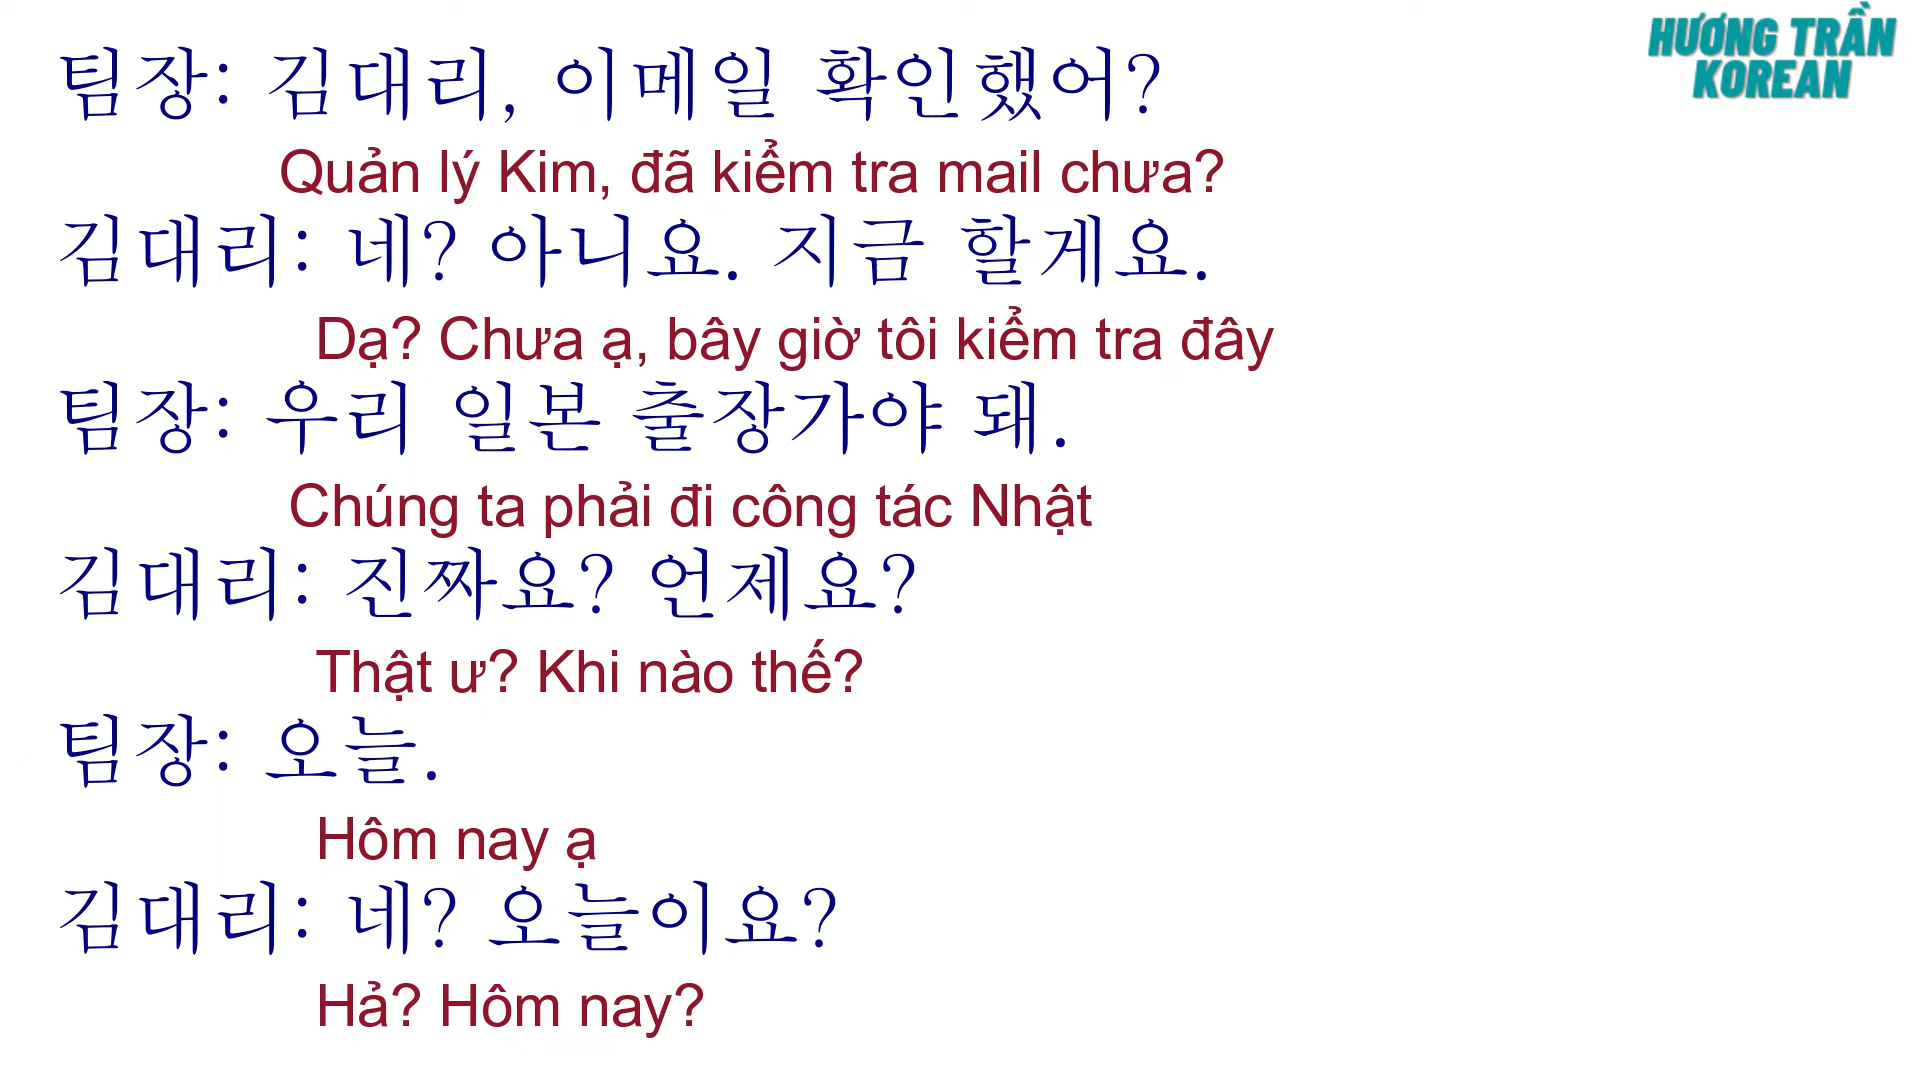 HƯƠNG TRẦN
KOREAN
팀장: 김대리, 이메일 확인했어?
Quản lý Kim, đã kiểm tra mail chưa?
김대리: 네? 아니요. 지금 할게요.
Dạ? Chưa ạ, bây giờ tôi kiểm tra đây
팀장: 우리 일본 출장가야 돼.
Chúng ta phải đi công tác Nhật
김대리: 진짜요? 언제요?
Thật ư? Khi nào thế?
팀장: 오늘.
Hôm nay ạ
김대리: 네? 오늘이요?
Hả? Hôm nay?